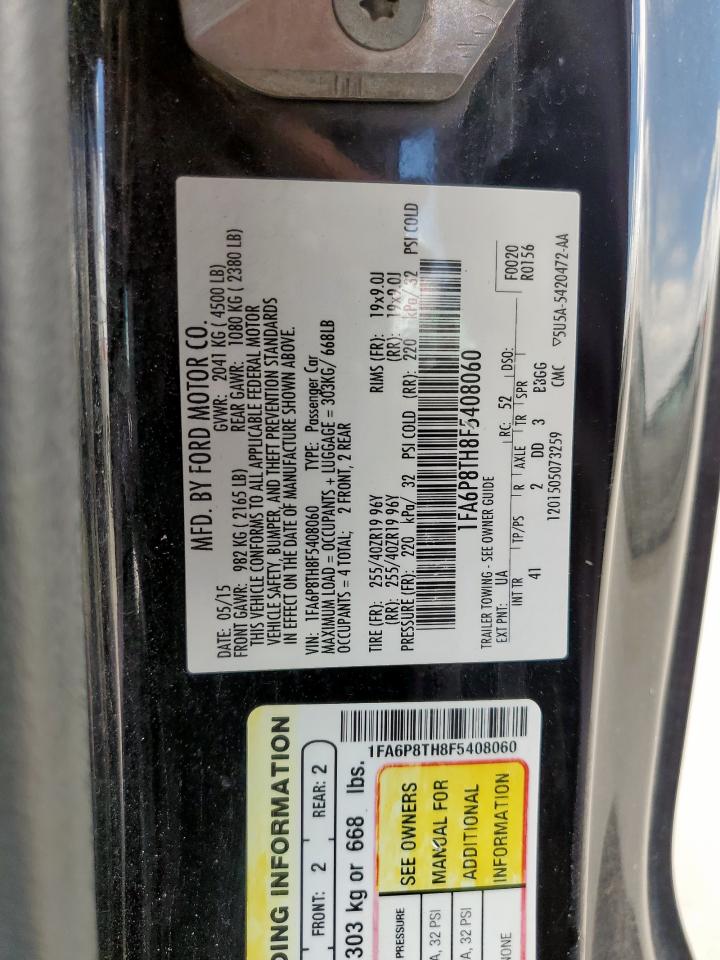 MFD. BY FORD MOTOR CO.
DATE: 05/15 GVWR: 2041 KG ( 4500 LB)
FRONT GAWR: 982 KG ( 2165 LB) REAR GAWR: 1080 KG ( 2380 LB)
THIS VEHICLE CONFORMS TO ALL APPLICABLE FEDERAL MOTOR
VEHICLE SAFETY, BUMPER, AND THEFT PREVENTION STANDARDS
IN EFFECT ON THE DATE OF MANUFACTURE SHOWN ABOVE.
VIN: 1FA6P8TH8F5408060 TYPE: Passenger Car
MAXIMUM LOAD = OCCUPANTS + LUGGAGE = 303KG/ 668LB
OCCUPANTS = 4 TOTAL: 2 FRONT, 2 REAR
TIRE (FR): 255/40ZR19 96Y RIMS (FR): 19x9.0J
(RR): 255/40ZR19 96Y (RR): 19x9.0J
PRESSURE (FR): 220 kPa/ 32 PSI COLD (RR): 220 kPa/ 32 PSI COLD
1FA6P8TH8F5408060
TRAILER TOWING - SEE OWNER GUIDE
F0020
R0156
EXT PNT: UA RC: 52 DSO:
INT TR TP/PS R AXLE TR SPR
41 2 DD 3 B3GG
1201505073259 CMC ▽5U5A-5420472-AA
DING INFORMATION
FRONT: 2 REAR: 2
303 kg or 668 lbs.
1FA6P8TH8F5408060
PRESSURE
A, 32 PSI
A, 32 PSI
NONE
SEE OWNERS
MANUAL FOR
ADDITIONAL
INFORMATION